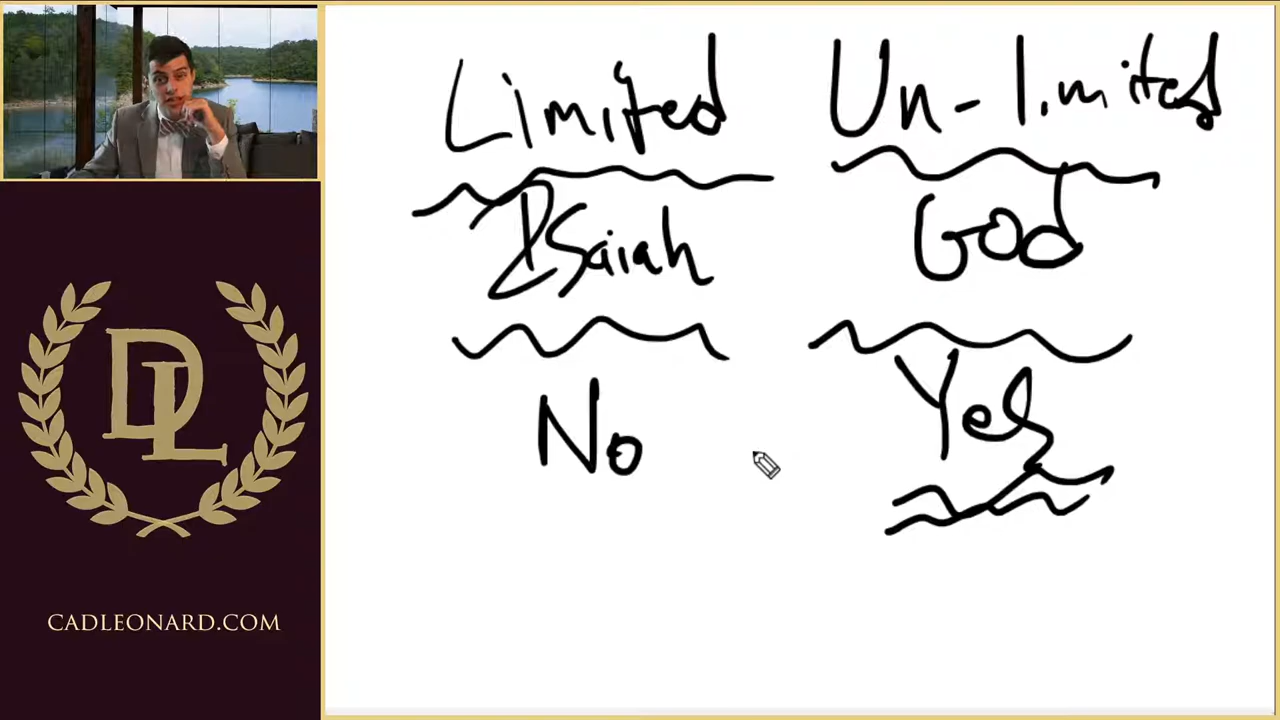 Limited Un-limited
Isaiah God
No Yes
DL
CADLEONARD.COM